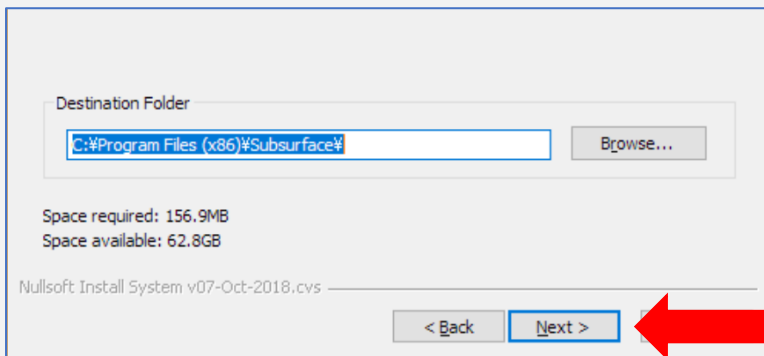 Destination Folder
C:¥Program Files (x86)¥Subsurface¥
Browse...
Space required: 156.9MB
Space available: 62.8GB
Nullsoft Install System v07-Oct-2018.cvs
< Back
Next >